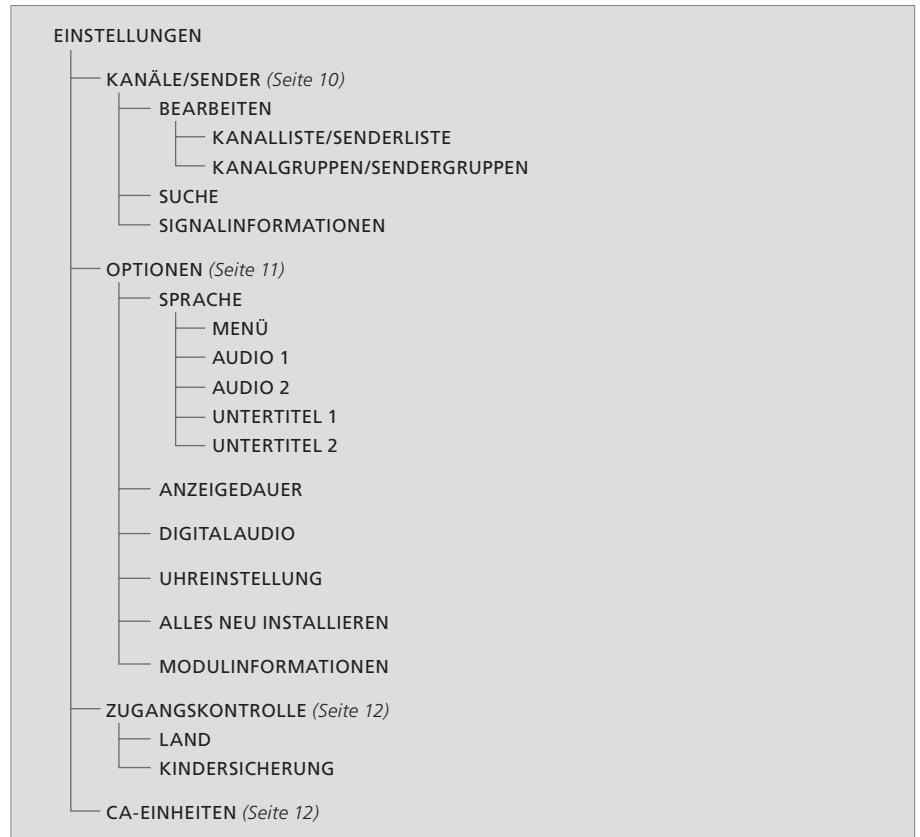 EINSTELLUNGEN
KANÄLE/SENDER (Seite 10)
BEARBEITEN
KANALLISTE/SENDERLISTE
KANALGRUPPEN/SENDERGRUPPEN
SUCHE
SIGNALINFORMATIONEN
OPTIONEN (Seite 11)
SPRACHE
MENÜ
AUDIO 1
AUDIO 2
UNTERTITEL 1
UNTERTITEL 2
ANZEIGEDAUER
DIGITALAUDIO
UHREINSTELLUNG
ALLES NEU INSTALLIEREN
MODULINFORMATIONEN
ZUGANGSKONTROLLE (Seite 12)
LAND
KINDERSICHERUNG
CA-EINHEITEN (Seite 12)